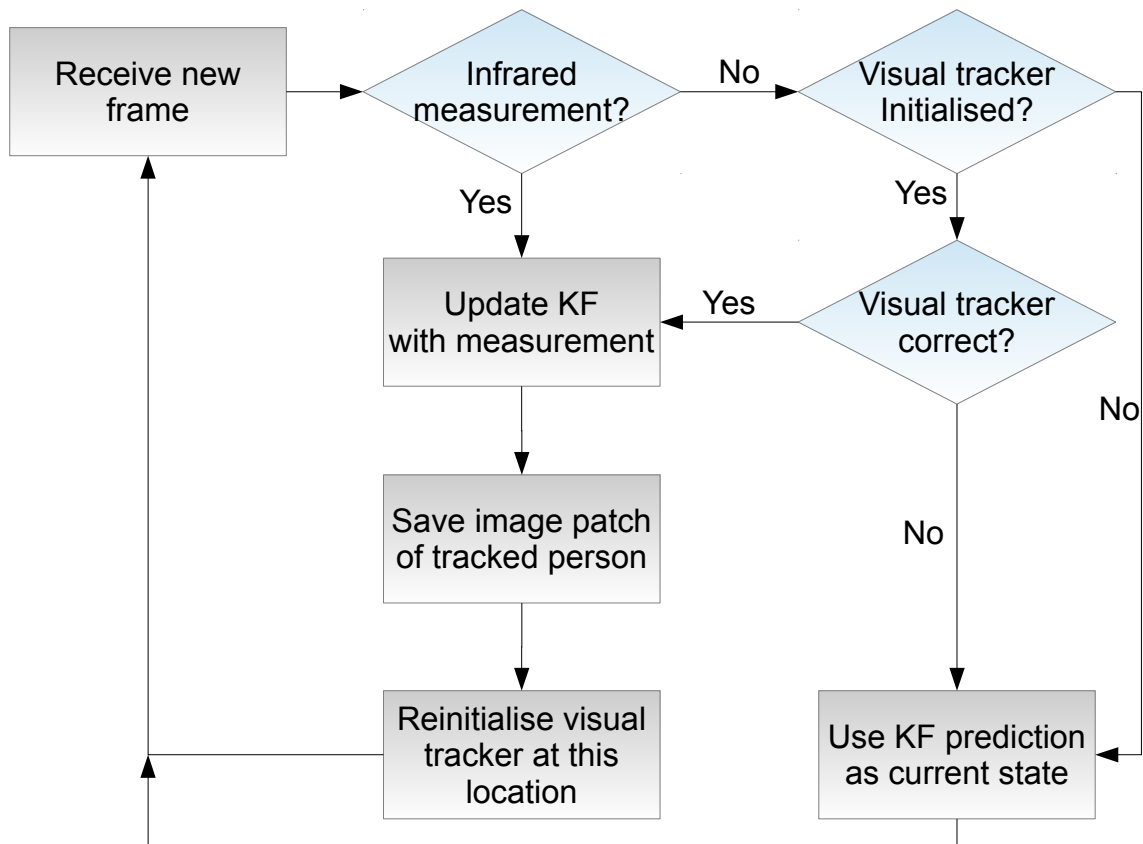 Receive new
frame
Infrared
measurement?
No
Visual tracker
Initialised?
Yes
Yes
Update KF
with measurement
Yes
Visual tracker
correct?
No
Save image patch
of tracked person
No
Reinitialise visual
tracker at this
location
Use KF prediction
as current state